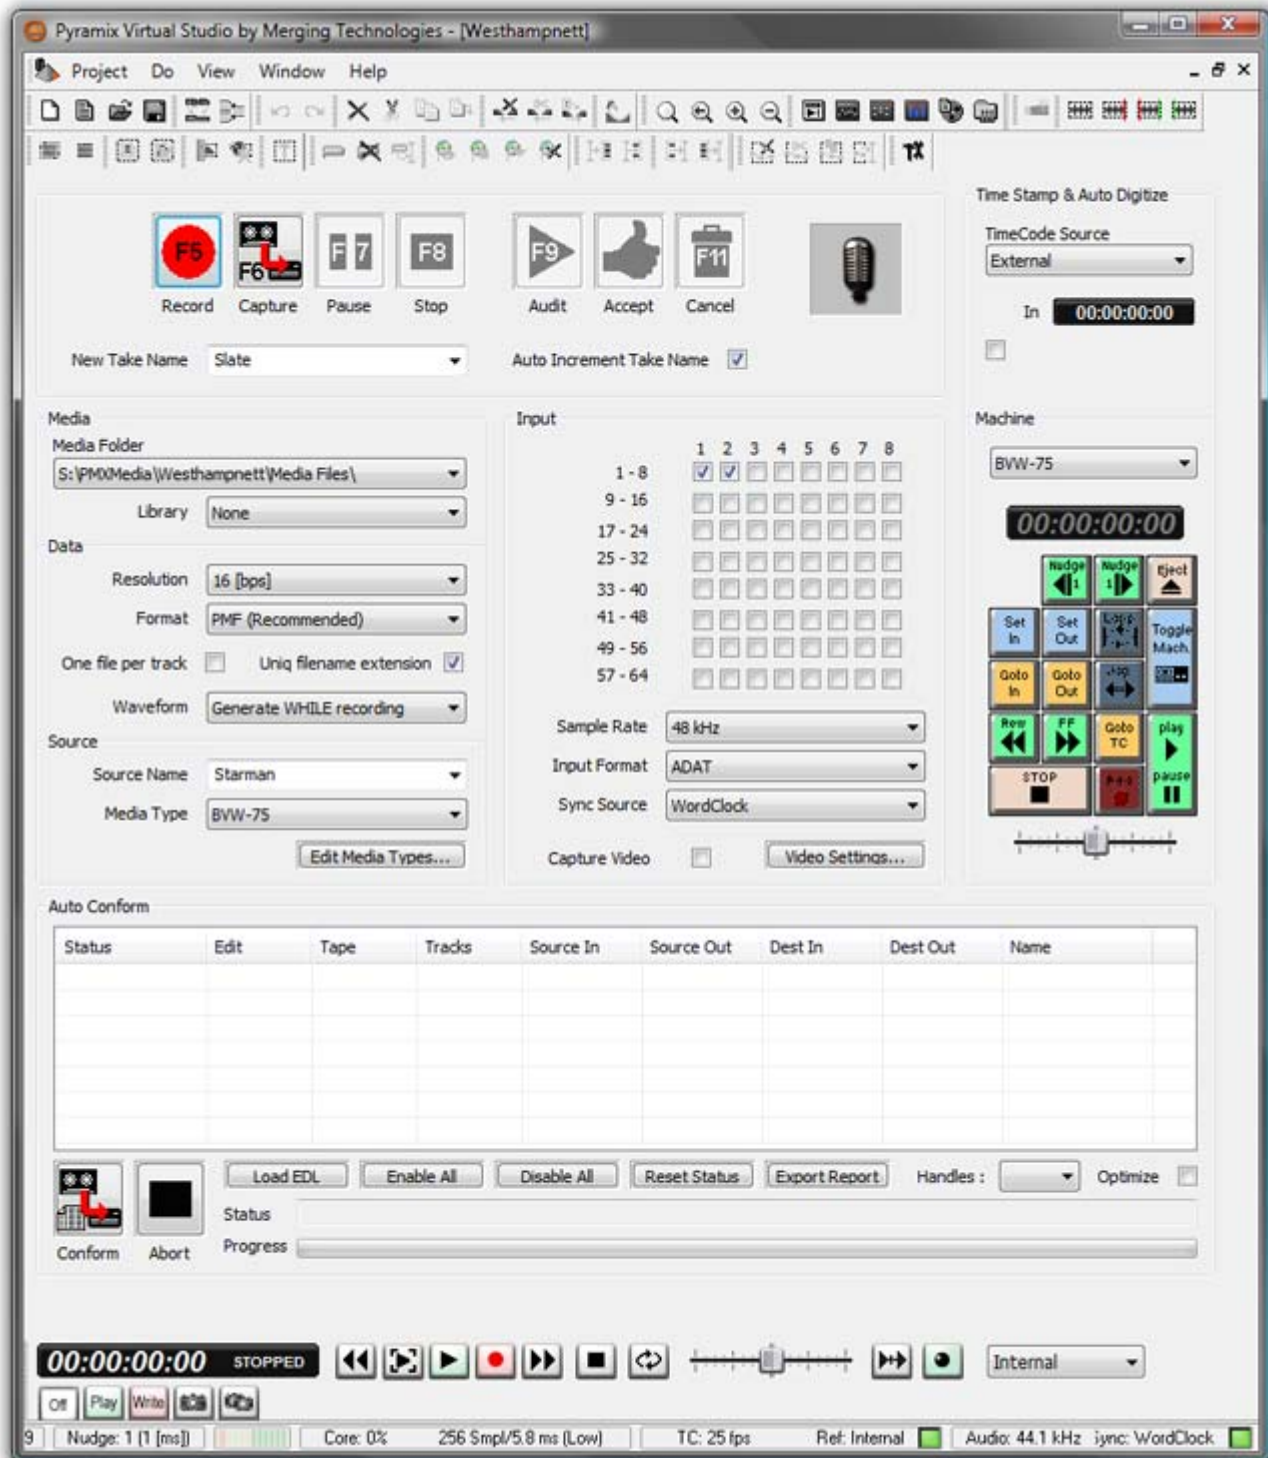 Pyramix Virtual Studio by Merging Technologies - [Westhampnett]
Project Do View Window Help
Time Stamp & Auto Digitize
TimeCode Source
External
In 00:00:00:00
F5 F6 F 7 F8 F9 F11
Record Capture Pause Stop Audit Accept Cancel
New Take Name Slate Auto Increment Take Name
Media
Media Folder
S:\PMXMedia\Westhampnett\Media Files\
Library None
Data
Resolution 16 [bps]
Format PMF (Recommended)
One file per track Uniq filename extension
Waveform Generate WHILE recording
Source
Source Name Starman
Media Type BVW-75
Edit Media Types...
Input
1 2 3 4 5 6 7 8
1 - 8
9 - 16
17 - 24
25 - 32
33 - 40
41 - 48
49 - 56
57 - 64
Sample Rate 48 kHz
Input Format ADAT
Sync Source WordClock
Capture Video Video Settings...
Machine
BVW-75
00:00:00:00
Nudge 1 Nudge 1 Eject
Set In Set Out Loop Toggle Mach.
Goto In Goto Out Jog
Rew FF Goto TC play
STOP pause
Auto Conform
Status Edit Tape Tracks Source In Source Out Dest In Dest Out Name
Load EDL Enable All Disable All Reset Status Export Report Handles : Optimize
Status
Conform Abort Progress
00:00:00:00 STOPPED Internal
Off Play Write
9 Nudge: 1 (1 [ms]) Core: 0% 256 Smpl/5.8 ms (Low) TC: 25 fps Ref: Internal Audio: 44.1 kHz Sync: WordClock